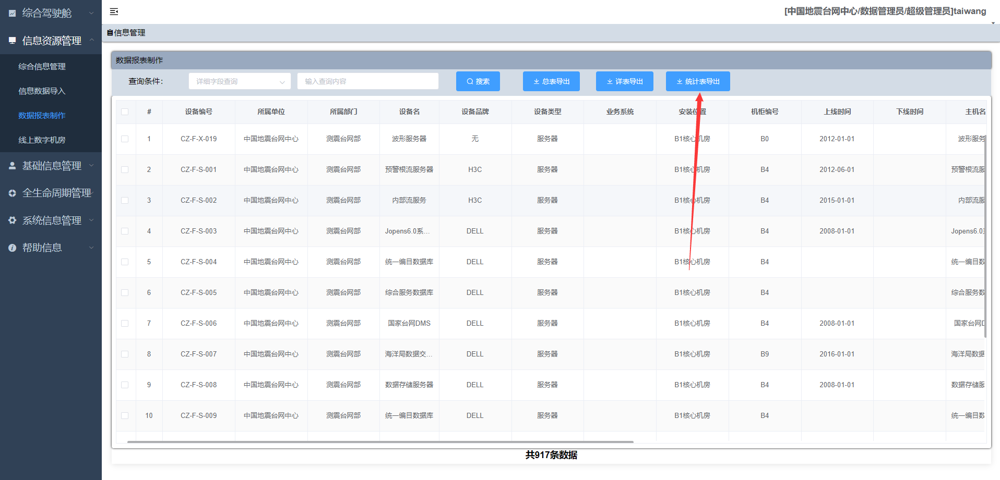 综合驾驶舱
信息资源管理
综合信息管理
信息数据导入
数据报表制作
线上数字机房
基础信息管理
全生命周期管理
系统信息管理
帮助信息
[中国地震台网中心/数据管理员/超级管理员]taiwang
信息管理
数据报表制作
查询条件: 详细字段查询 输入查询内容 搜索 总表导出 详表导出 统计表导出
# 设备编号 所属单位 所属部门 设备名 设备品牌 设备类型 业务系统 安装位置 机柜编号 上线时间 下线时间 主机名
1 CZ-F-X-019 中国地震台网中心 测震台网部 波形服务器 无 服务器 B1核心机房 B0 2012-01-01 波形服务
2 CZ-F-S-001 中国地震台网中心 测震台网部 预警根流服务器 H3C 服务器 B1核心机房 B4 2012-06-01 预警根流服
3 CZ-F-S-002 中国地震台网中心 测震台网部 内部流服务 H3C 服务器 B1核心机房 B4 2015-01-01 内部流服
4 CZ-F-S-003 中国地震台网中心 测震台网部 Jopens6.0系... DELL 服务器 B1核心机房 B4 2008-01-01 Jopens6.0系
5 CZ-F-S-004 中国地震台网中心 测震台网部 统一编目数据库 DELL 服务器 B1核心机房 B4 统一编目数
6 CZ-F-S-005 中国地震台网中心 测震台网部 综合服务数据库 DELL 服务器 B1核心机房 B4 综合服务数
7 CZ-F-S-006 中国地震台网中心 测震台网部 国家台网DMS DELL 服务器 B1核心机房 B4 2008-01-01 国家台网D
8 CZ-F-S-007 中国地震台网中心 测震台网部 海洋局数据交... DELL 服务器 B1核心机房 B9 2016-01-01 海洋局数据
9 CZ-F-S-008 中国地震台网中心 测震台网部 数据存储服务器 DELL 服务器 B1核心机房 B4 2008-01-01 数据存储服
10 CZ-F-S-009 中国地震台网中心 测震台网部 统一编目数据库 DELL 服务器 B1核心机房 B4 统一编目数
共917条数据